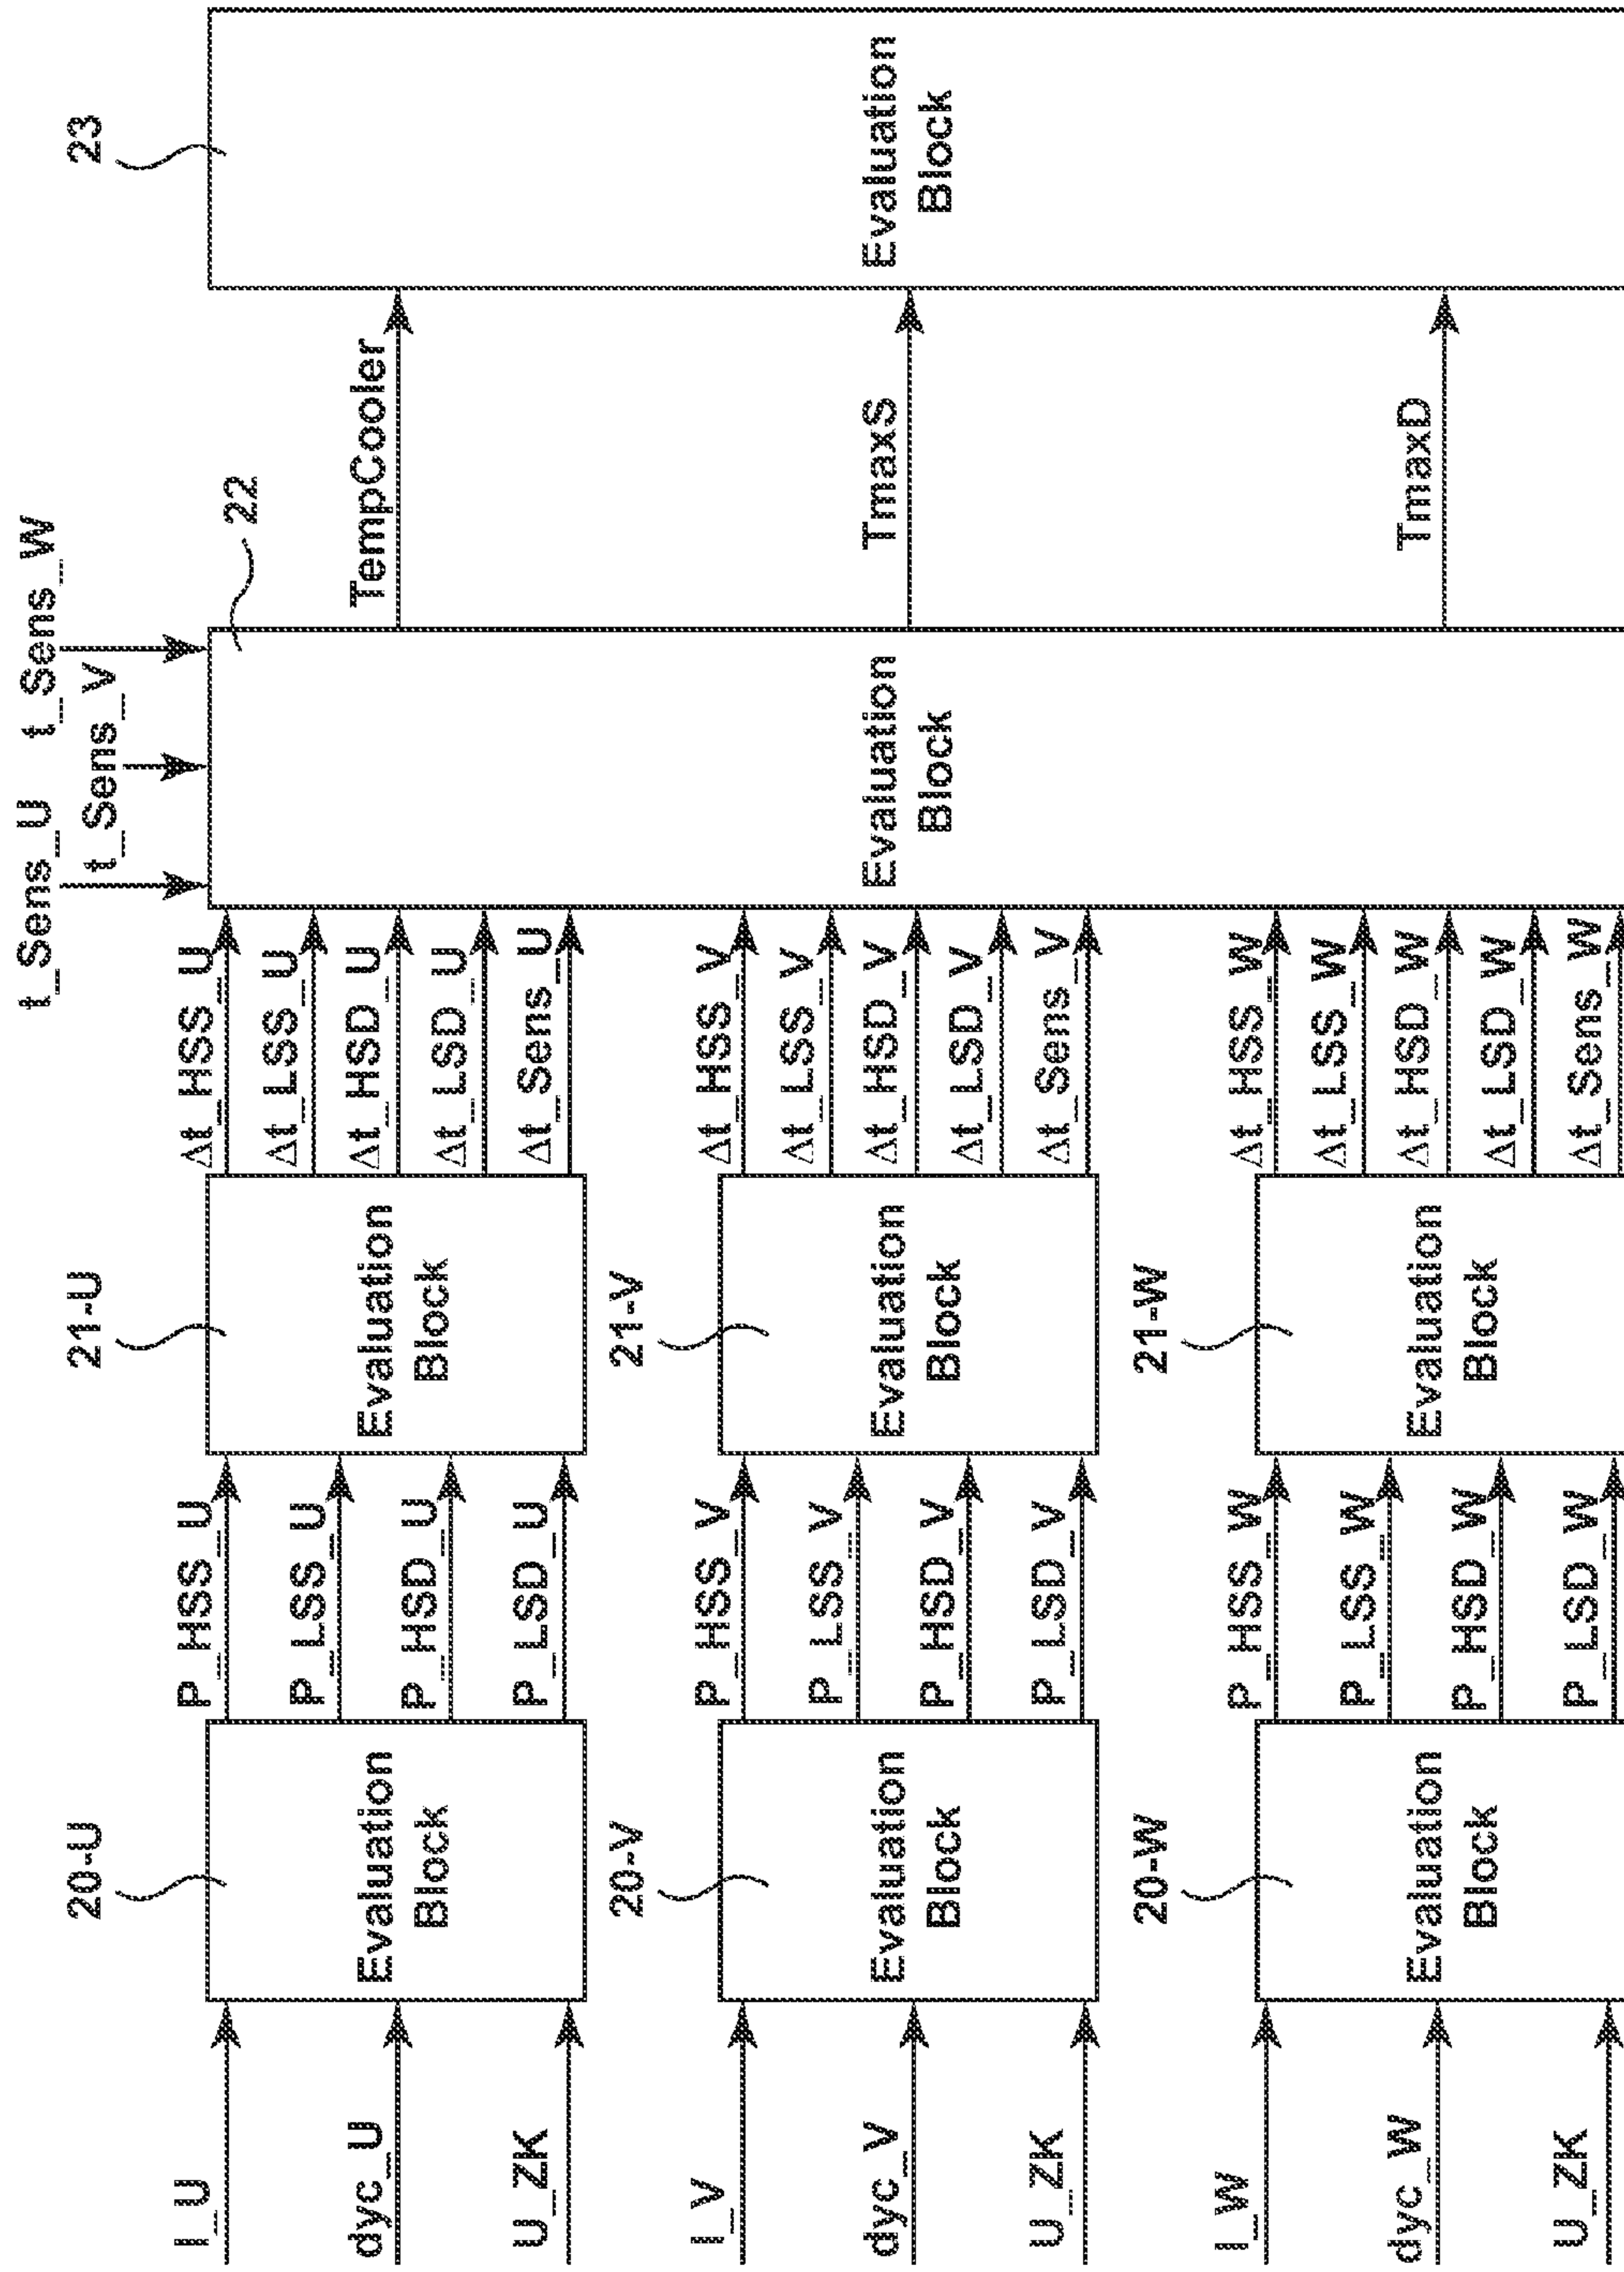 t_Sens_U
t_Sens_W
t_Sens_V
20-U
21-U
22
23
I_U
dyc_U
U_ZK
Evaluation
Block
P_HSS_U
P_LSS_U
P_HSD_U
P_LSD_U
Evaluation
Block
Δt_HSS_U
Δt_LSS_U
Δt_HSD_U
Δt_LSD_U
Δt_Sens_U
20-V
21-V
I_V
dyc_V
U_ZK
Evaluation
Block
P_HSS_V
P_LSS_V
P_HSD_V
P_LSD_V
Evaluation
Block
Δt_HSS_V
Δt_LSS_V
Δt_HSD_V
Δt_LSD_V
Δt_Sens_V
20-W
21-W
I_W
dyc_W
U_ZK
Evaluation
Block
P_HSS_W
P_LSS_W
P_HSD_W
P_LSD_W
Evaluation
Block
Δt_HSS_W
Δt_LSS_W
Δt_HSD_W
Δt_LSD_W
Δt_Sens_W
Evaluation
Block
TempCooler
TmaxS
TmaxD
Evaluation
Block